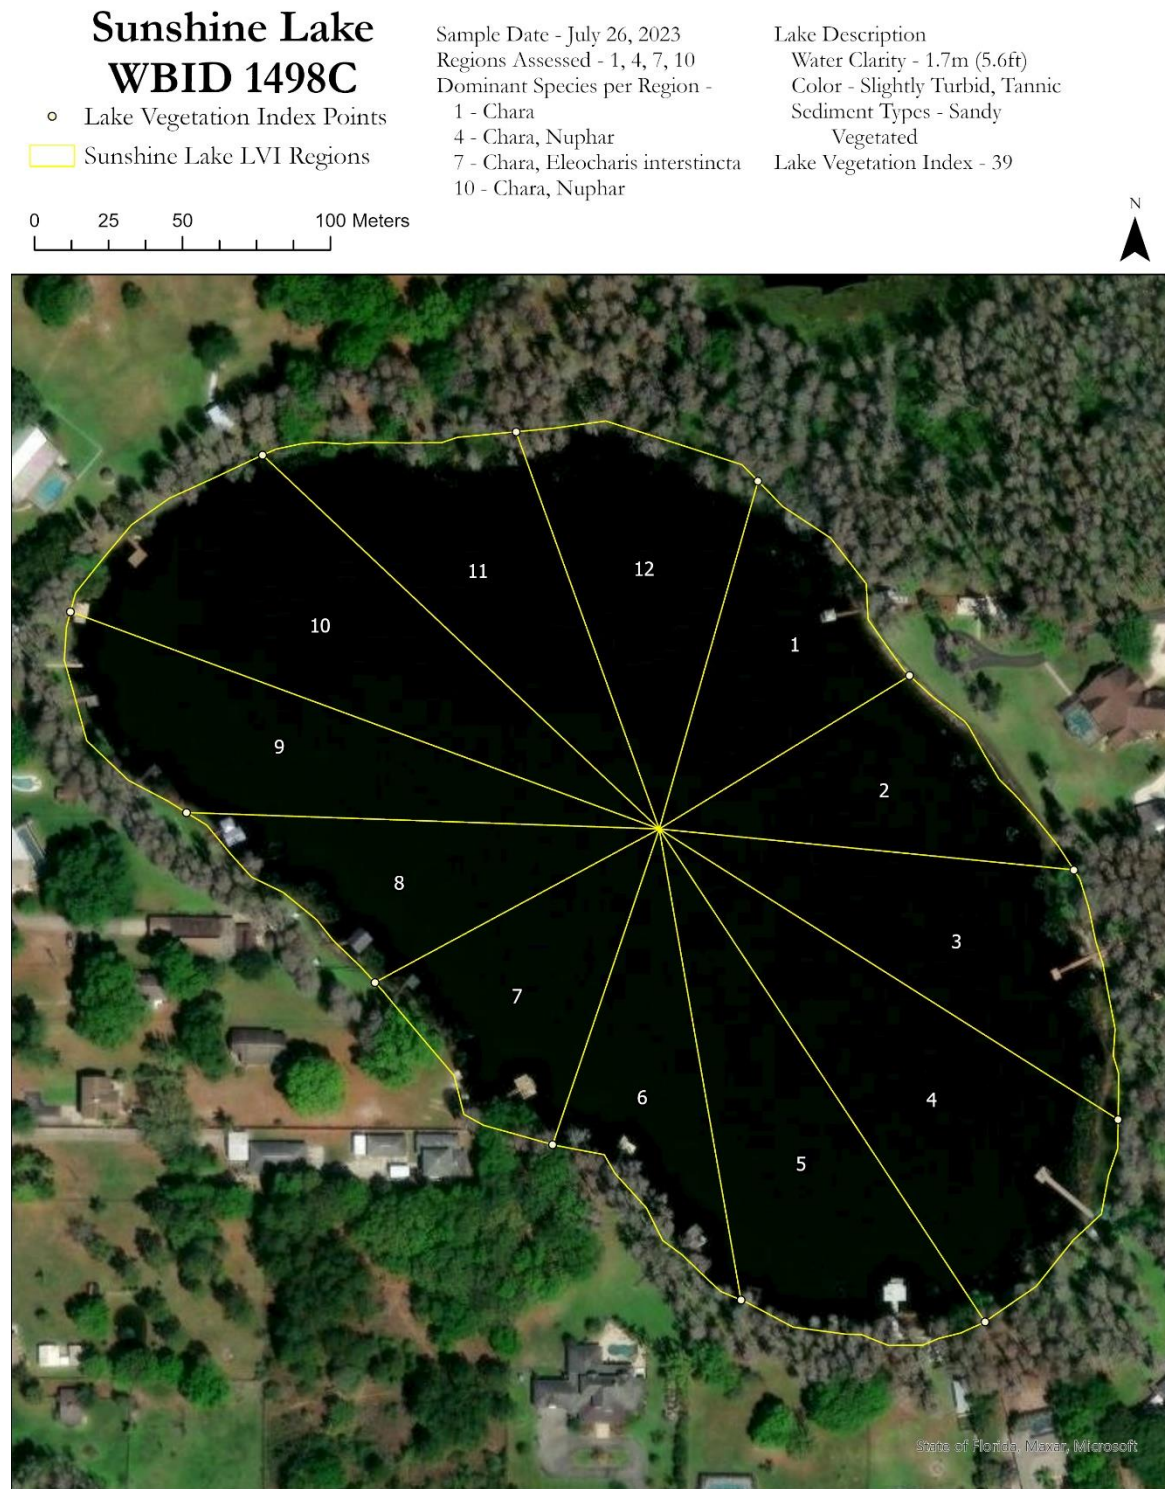 Sunshine Lake
WBID 1498C
Lake Vegetation Index Points
Sunshine Lake LVI Regions
Sample Date - July 26, 2023
Regions Assessed - 1, 4, 7, 10
Dominant Species per Region -
1 - Chara
4 - Chara, Nuphar
7 - Chara, Eleocharis interstincta
10 - Chara, Nuphar
Lake Description
Water Clarity - 1.7m (5.6ft)
Color - Slightly Turbid, Tannic
Sediment Types - Sandy
Vegetated
Lake Vegetation Index - 39
0 25 50 100 Meters
N
11
12
10
1
9
2
8
3
7
6
4
5
State of Florida, Maxar, Microsoft